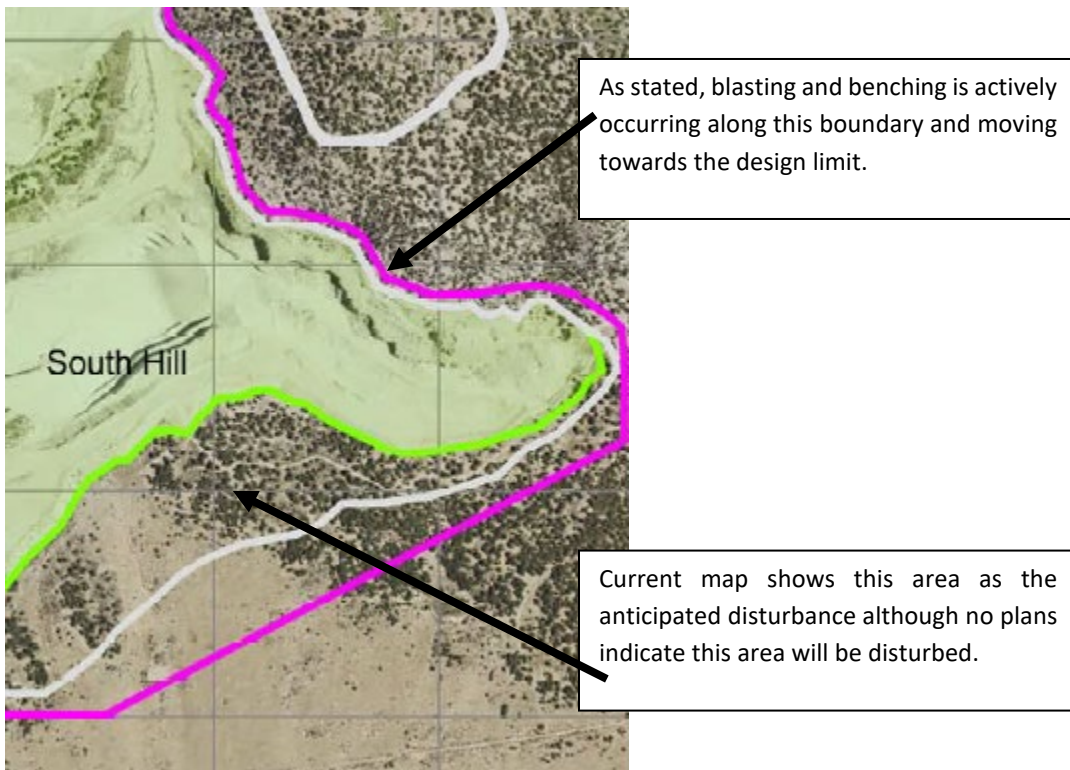 As stated, blasting and benching is actively
occurring along this boundary and moving
towards the design limit.
South Hill
Current map shows this area as the
anticipated disturbance although no plans
indicate this area will be disturbed.